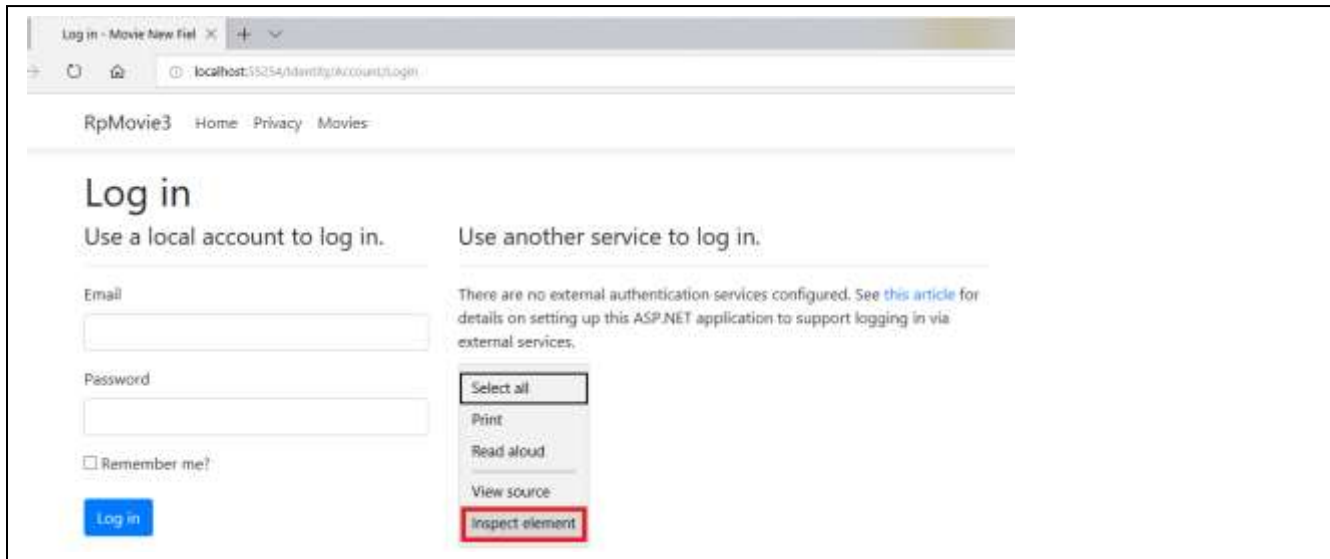 Log in - Movie New Fiel
localhost:55254/Identity/Account/Login
RpMovie3 Home Privacy Movies
Log in
Use a local account to log in.
Email
Password
Remember me?
Log in
Use another service to log in.
There are no external authentication services configured. See this article for
details on setting up this ASP.NET application to support logging in via
external services.
Select all
Print
Read aloud
View source
Inspect element